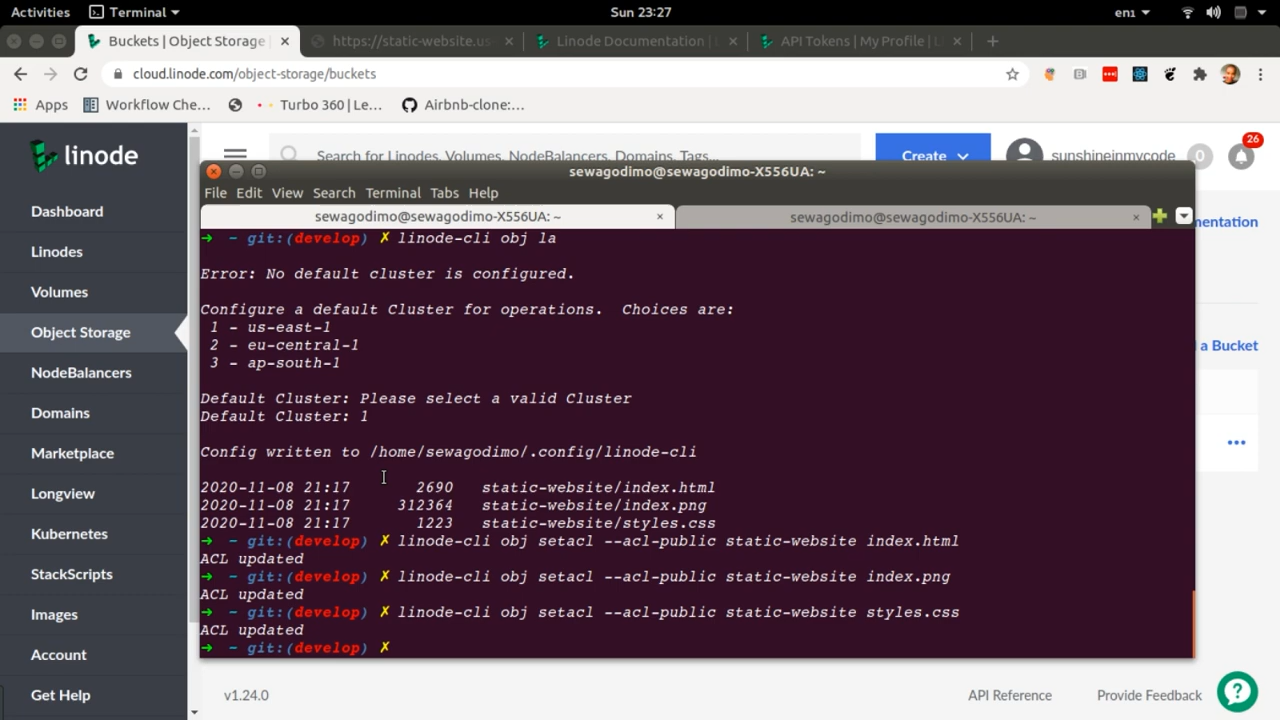 Activities
Terminal
Sun 23:27
en1
Buckets | Object Storage
https://static-website.us
Linode Documentation |
API Tokens | My Profile | L
cloud.linode.com/object-storage/buckets
Apps
Workflow Che...
Turbo 360 | Le...
Airbnb-clone:...
linode
Search for Linodes, Volumes, NodeBalancers, Domains, Tags...
Create
sunshineinmycode
0
26
Dashboard
Linodes
Volumes
Object Storage
NodeBalancers
Domains
Marketplace
Longview
Kubernetes
StackScripts
Images
Account
Get Help
sewagodimo@sewagodimo-X556UA: ~
File Edit View Search Terminal Tabs Help
sewagodimo@sewagodimo-X556UA: ~
sewagodimo@sewagodimo-X556UA: ~
➜ ~ git:(develop) ✗ linode-cli obj la
Error: No default cluster is configured.
Configure a default Cluster for operations.  Choices are:
1 - us-east-1
2 - eu-central-1
3 - ap-south-1
Default Cluster: Please select a valid Cluster
Default Cluster: 1
Config written to /home/sewagodimo/.config/linode-cli
2020-11-08 21:17 2690 static-website/index.html
2020-11-08 21:17 312364 static-website/index.png
2020-11-08 21:17 1223 static-website/styles.css
➜ ~ git:(develop) ✗ linode-cli obj setacl --acl-public static-website index.html
ACL updated
➜ ~ git:(develop) ✗ linode-cli obj setacl --acl-public static-website index.png
ACL updated
➜ ~ git:(develop) ✗ linode-cli obj setacl --acl-public static-website styles.css
ACL updated
➜ ~ git:(develop) ✗
entation
a Bucket
v1.24.0
API Reference
Provide Feedback